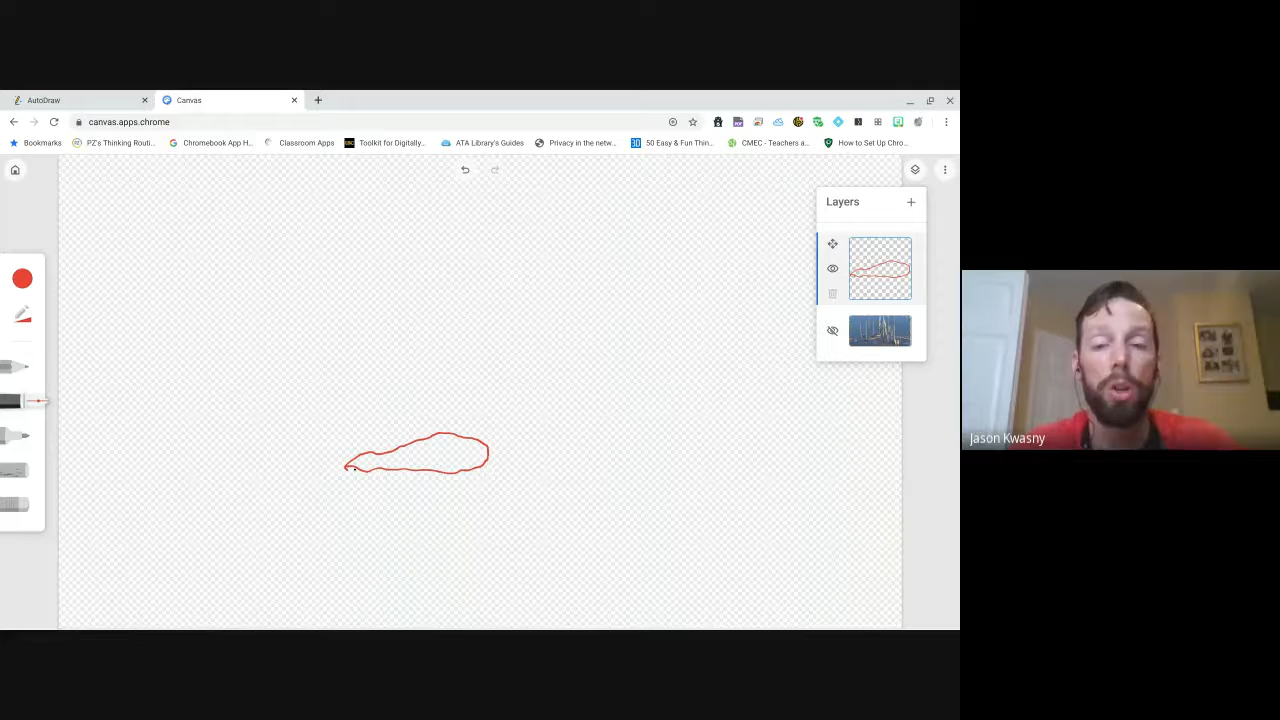 AutoDraw
Canvas
canvas.apps.chrome
Bookmarks PZ's Thinking Routi... Chromebook App H... Classroom Apps Toolkit for Digitally... ATA Library's Guides Privacy in the netw... 50 Easy & Fun Thin... CMEC - Teachers a... How to Set Up Chro...
Layers
Jason Kwasny